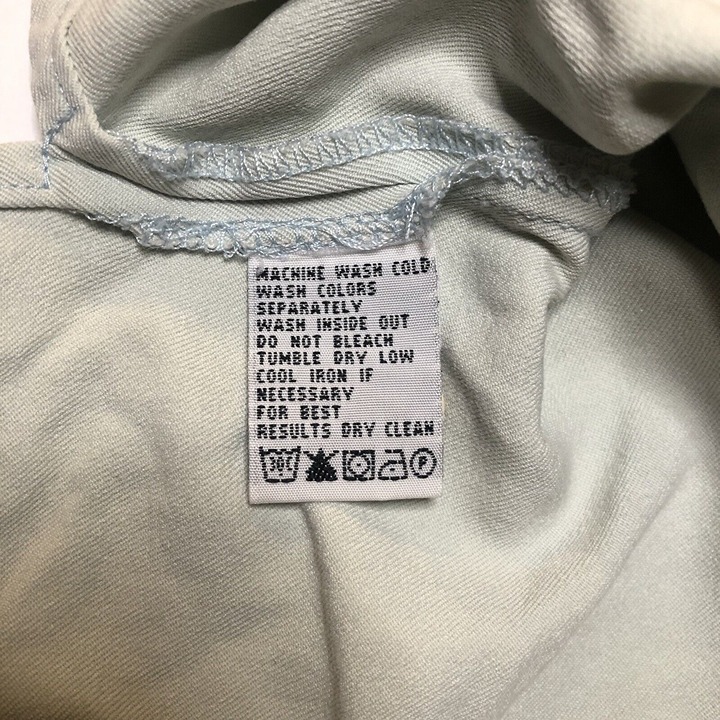 MACHINE WASH COLD
WASH COLORS
SEPARATELY
WASH INSIDE OUT
DO NOT BLEACH
TUMBLE DRY LOW
COOL IRON IF
NECESSARY
FOR BEST
RESULTS DRY CLEAN
30C P